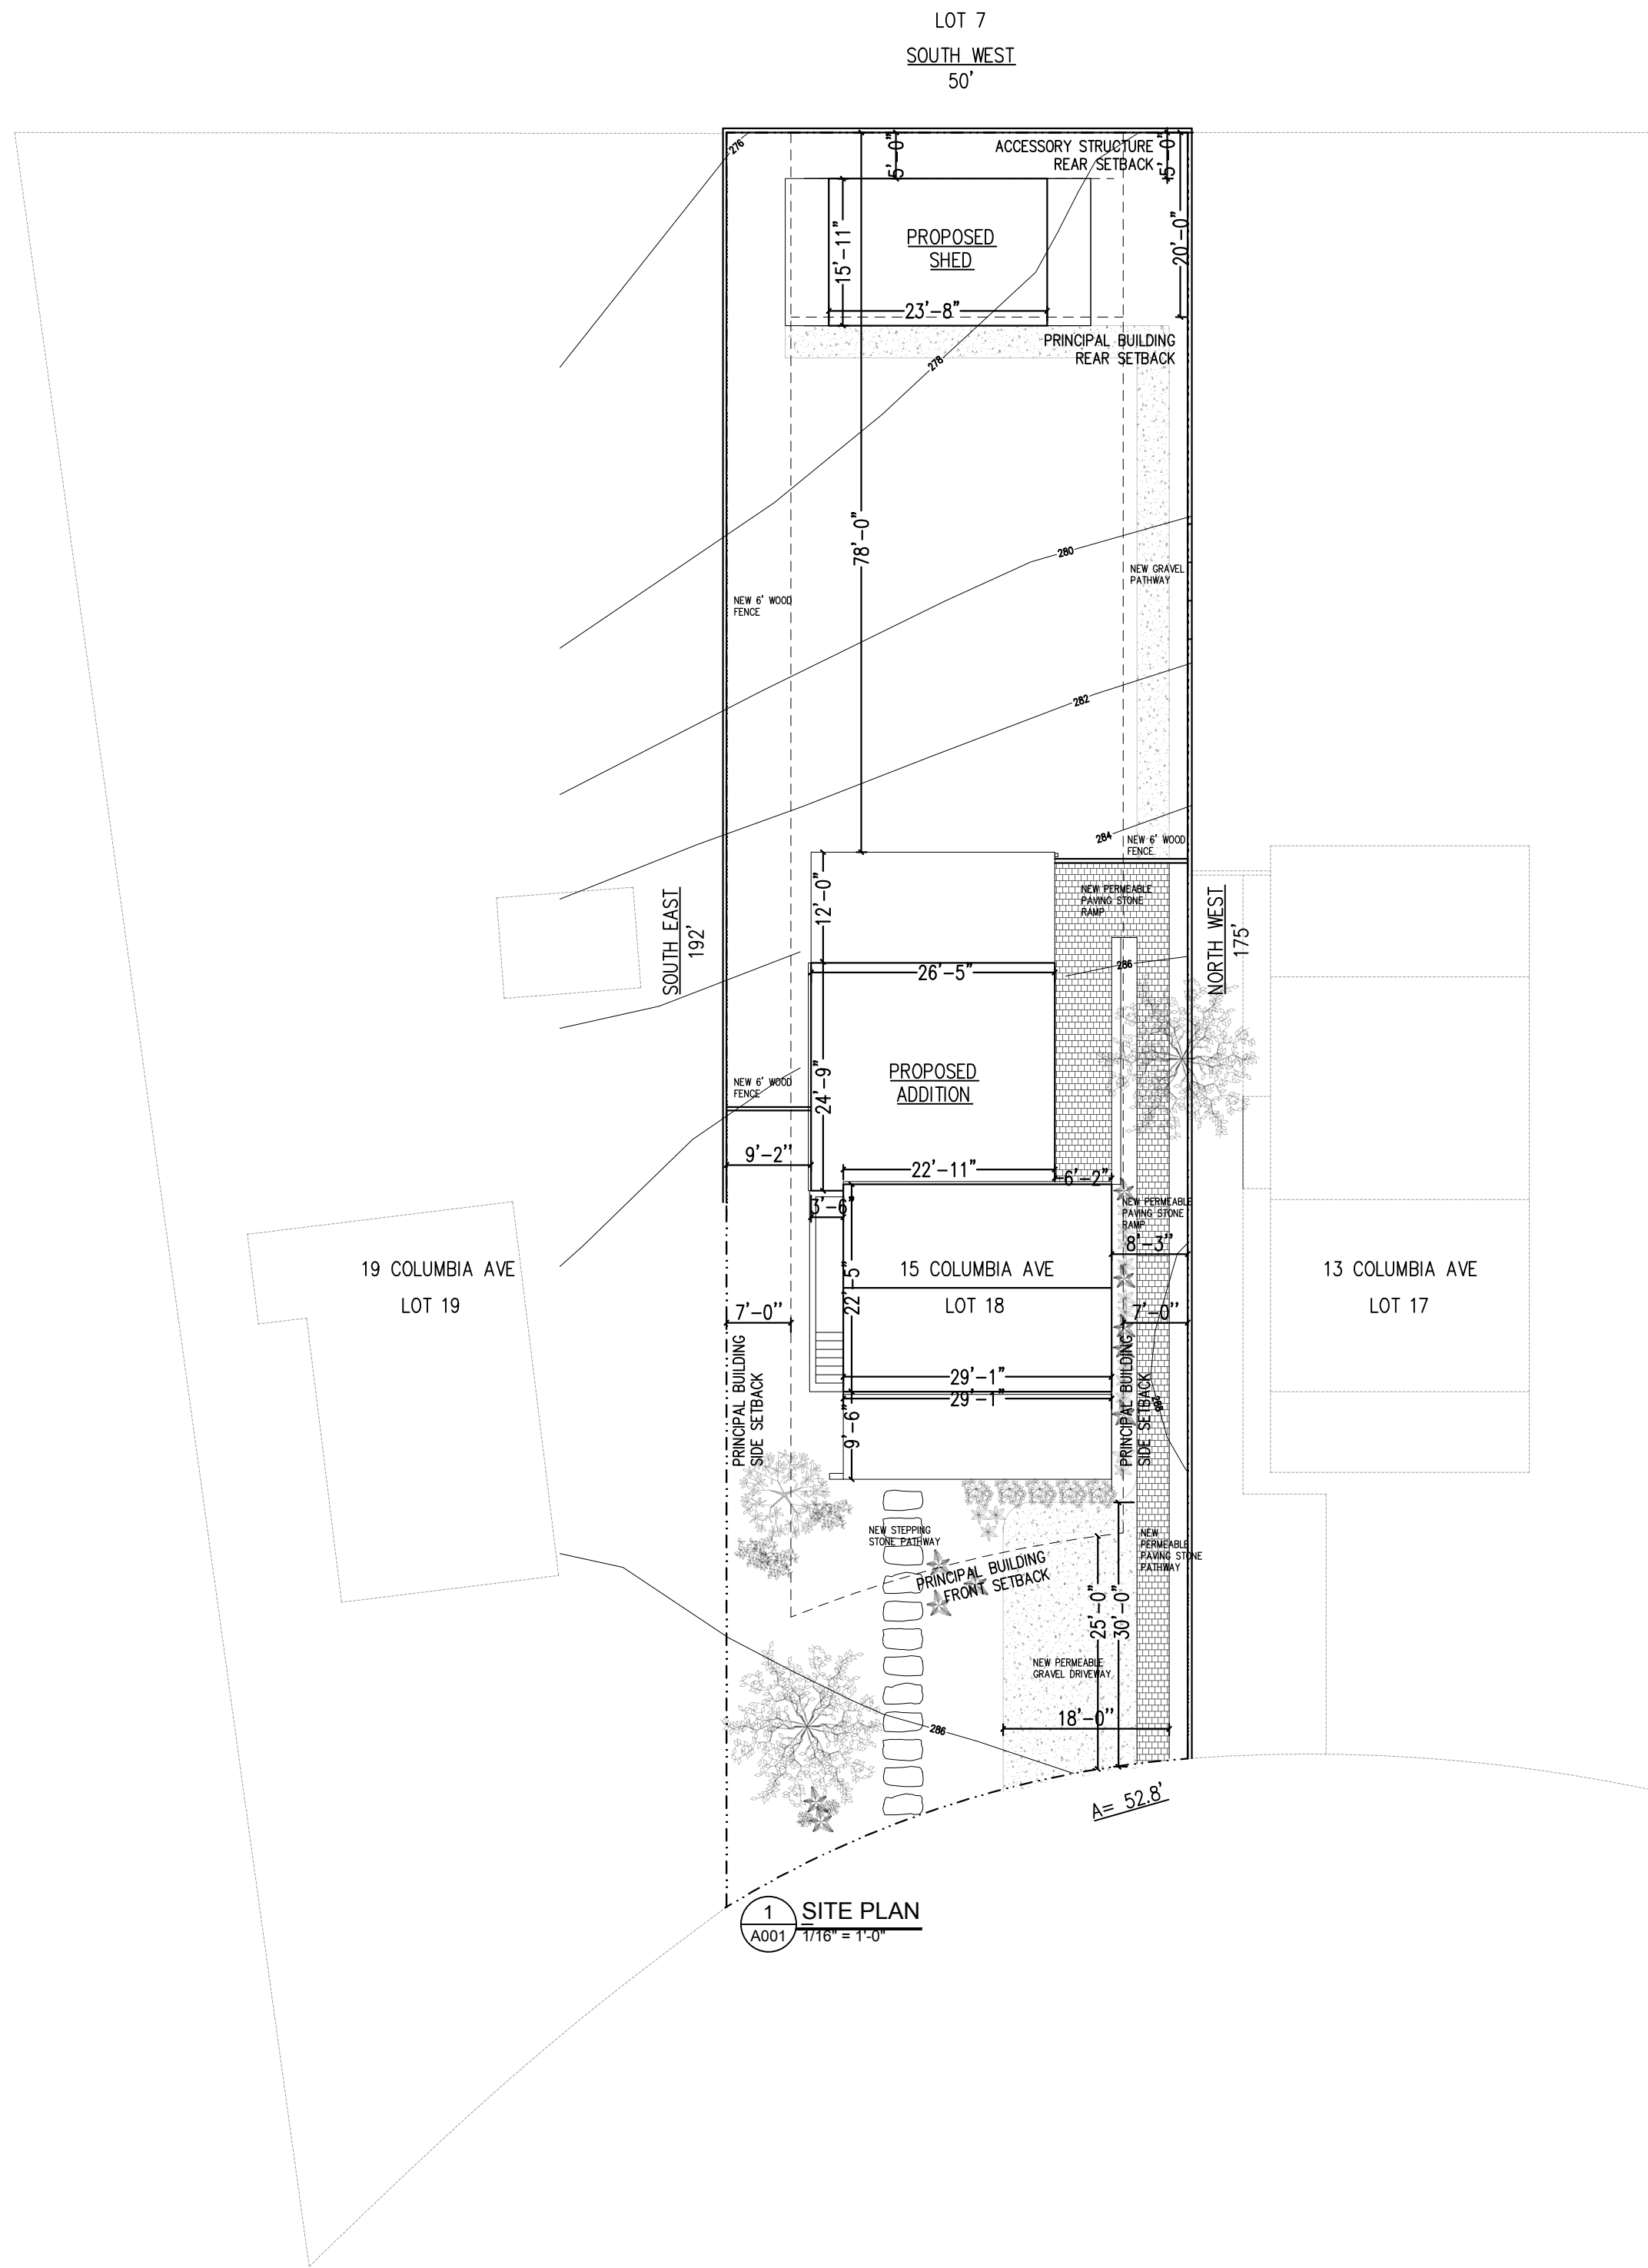 LOT 7
SOUTH WEST
50'
276
5'-0"
ACCESSORY STRUCTURE
REAR SETBACK
5'-0"
15'-11"
PROPOSED
SHED
20'-0"
23'-8"
PRINCIPAL BUILDING
REAR SETBACK
278
78'-0"
280
NEW GRAVEL
PATHWAY
NEW 6' WOOD
FENCE
282
284
NEW 6' WOOD
FENCE
NEW PERMEABLE
PAVING STONE
RAMP
12'-0"
SOUTH EAST
192'
NORTH WEST
175'
26'-5"
286
PROPOSED
ADDITION
NEW 6' WOOD
FENCE
24'-9"
9'-2"
22'-11"
6'-2"
3'-6"
NEW PERMEABLE
PAVING STONE
RAMP
8'-3"
19 COLUMBIA AVE
LOT 19
22'-5"
15 COLUMBIA AVE
LOT 18
13 COLUMBIA AVE
LOT 17
7'-0"
7'-0"
PRINCIPAL BUILDING
SIDE SETBACK
29'-1"
29'-1"
PRINCIPAL BUILDING
SIDE SETBACK
288
9'-6"
NEW STEPPING
STONE PATHWAY
NEW
PERMEABLE
PAVING STONE
PATHWAY
PRINCIPAL BUILDING
FRONT SETBACK
25'-0"
30'-0"
NEW PERMEABLE
GRAVEL DRIVEWAY
18'-0"
286
A= 52.8'
1
A001
SITE PLAN
1/16" = 1'-0"